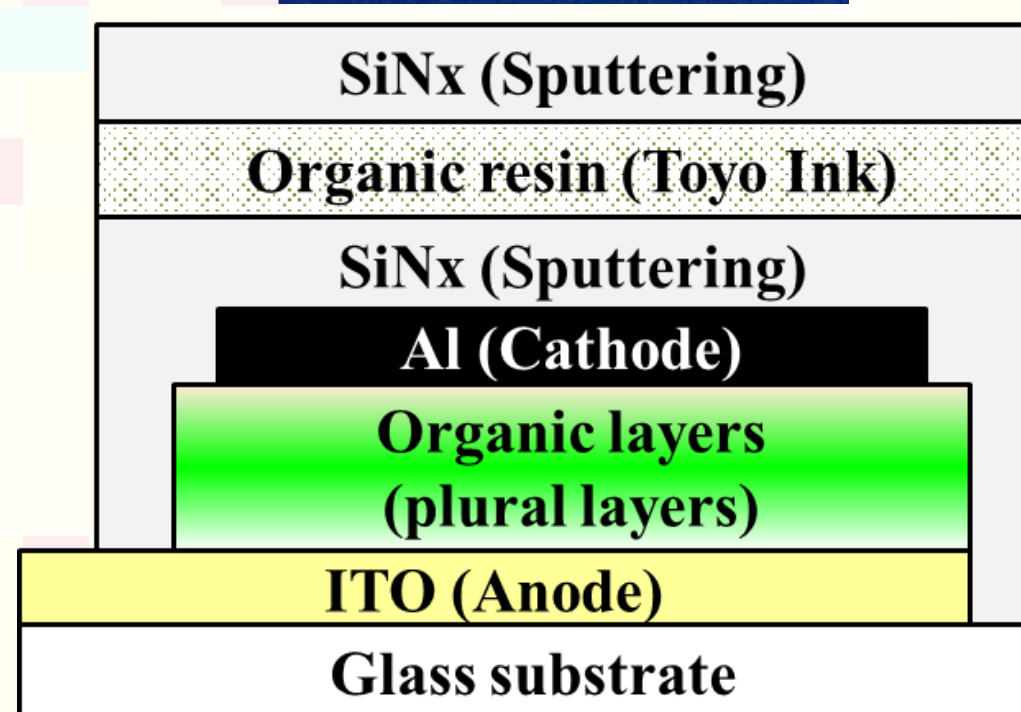 SiNx (Sputtering)
Organic resin (Toyo Ink)
SiNx (Sputtering)
Al (Cathode)
Organic layers
(plural layers)
ITO (Anode)
Glass substrate